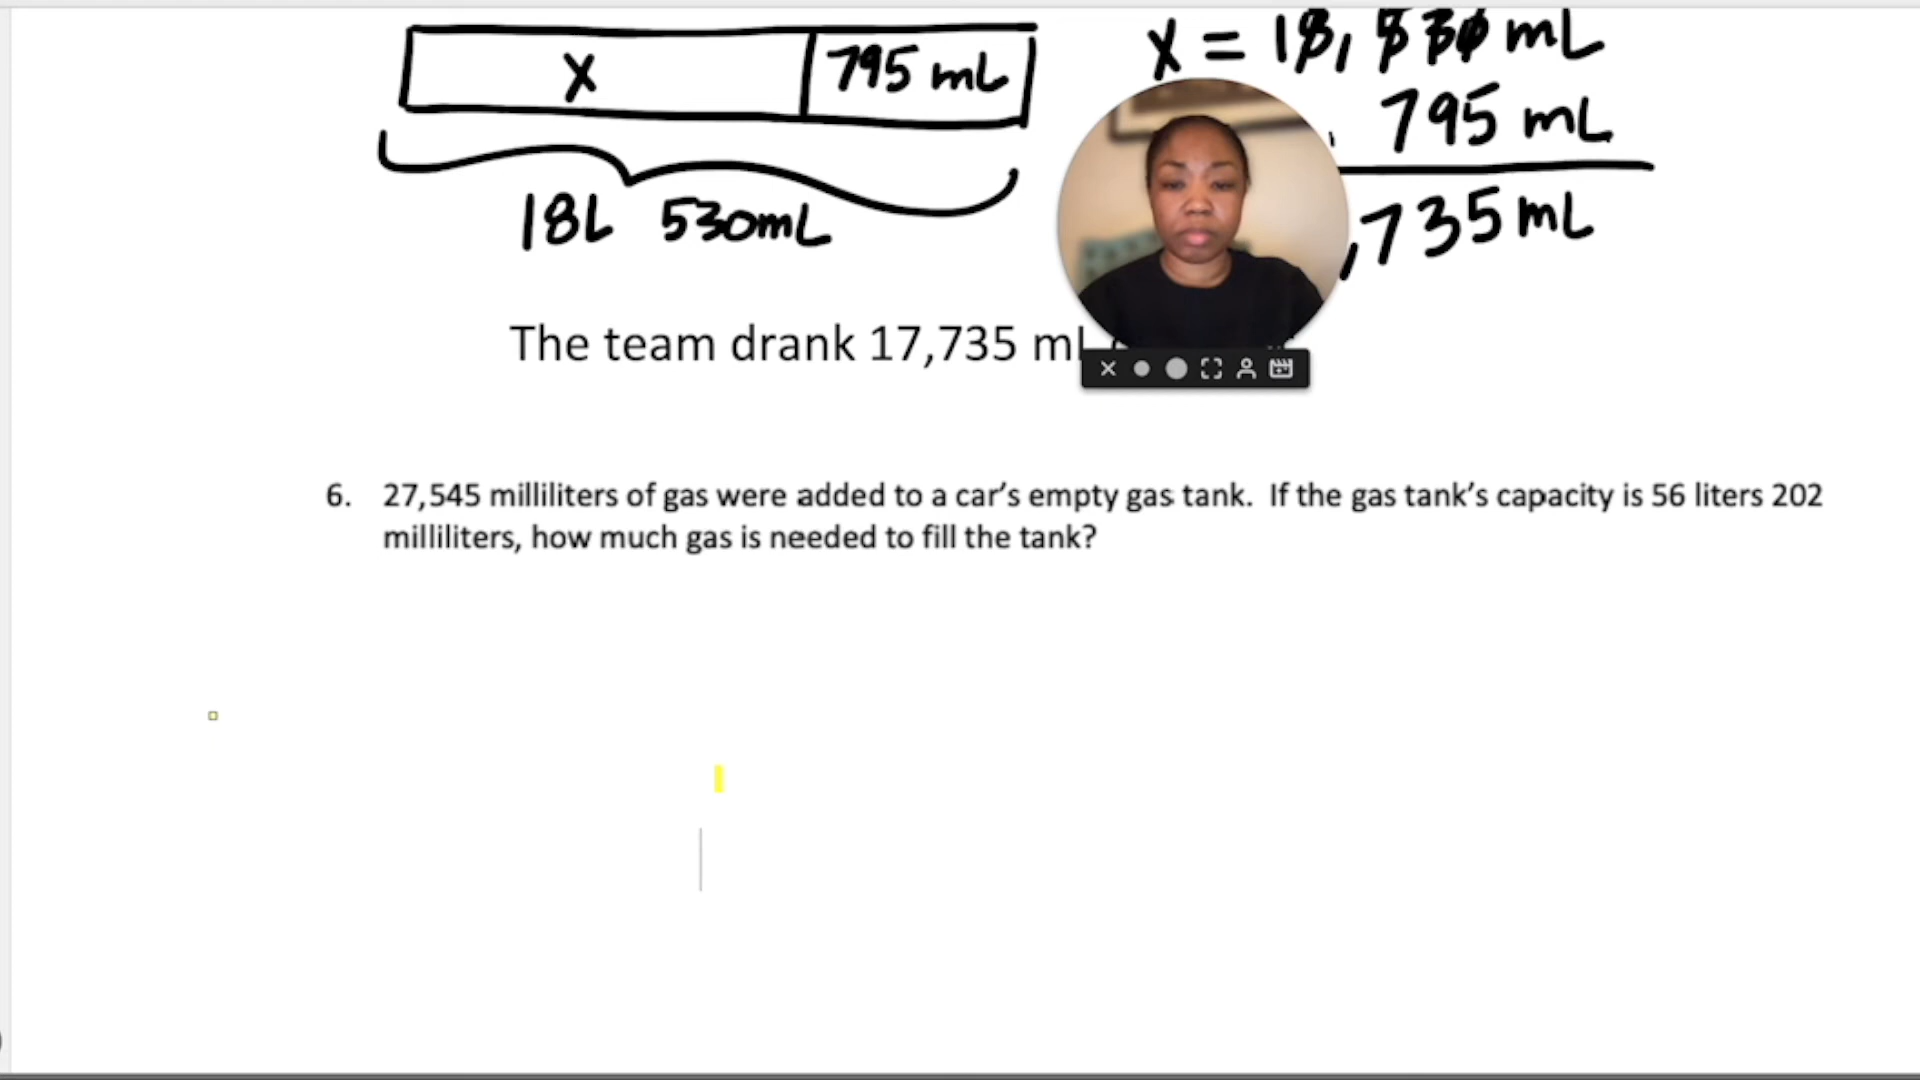 X 795 mL
18L 530mL
X = 18,530 mL
795 mL
,735 mL
The team drank 17,735 mL
6. 27,545 milliliters of gas were added to a car's empty gas tank. If the gas tank's capacity is 56 liters 202
milliliters, how much gas is needed to fill the tank?